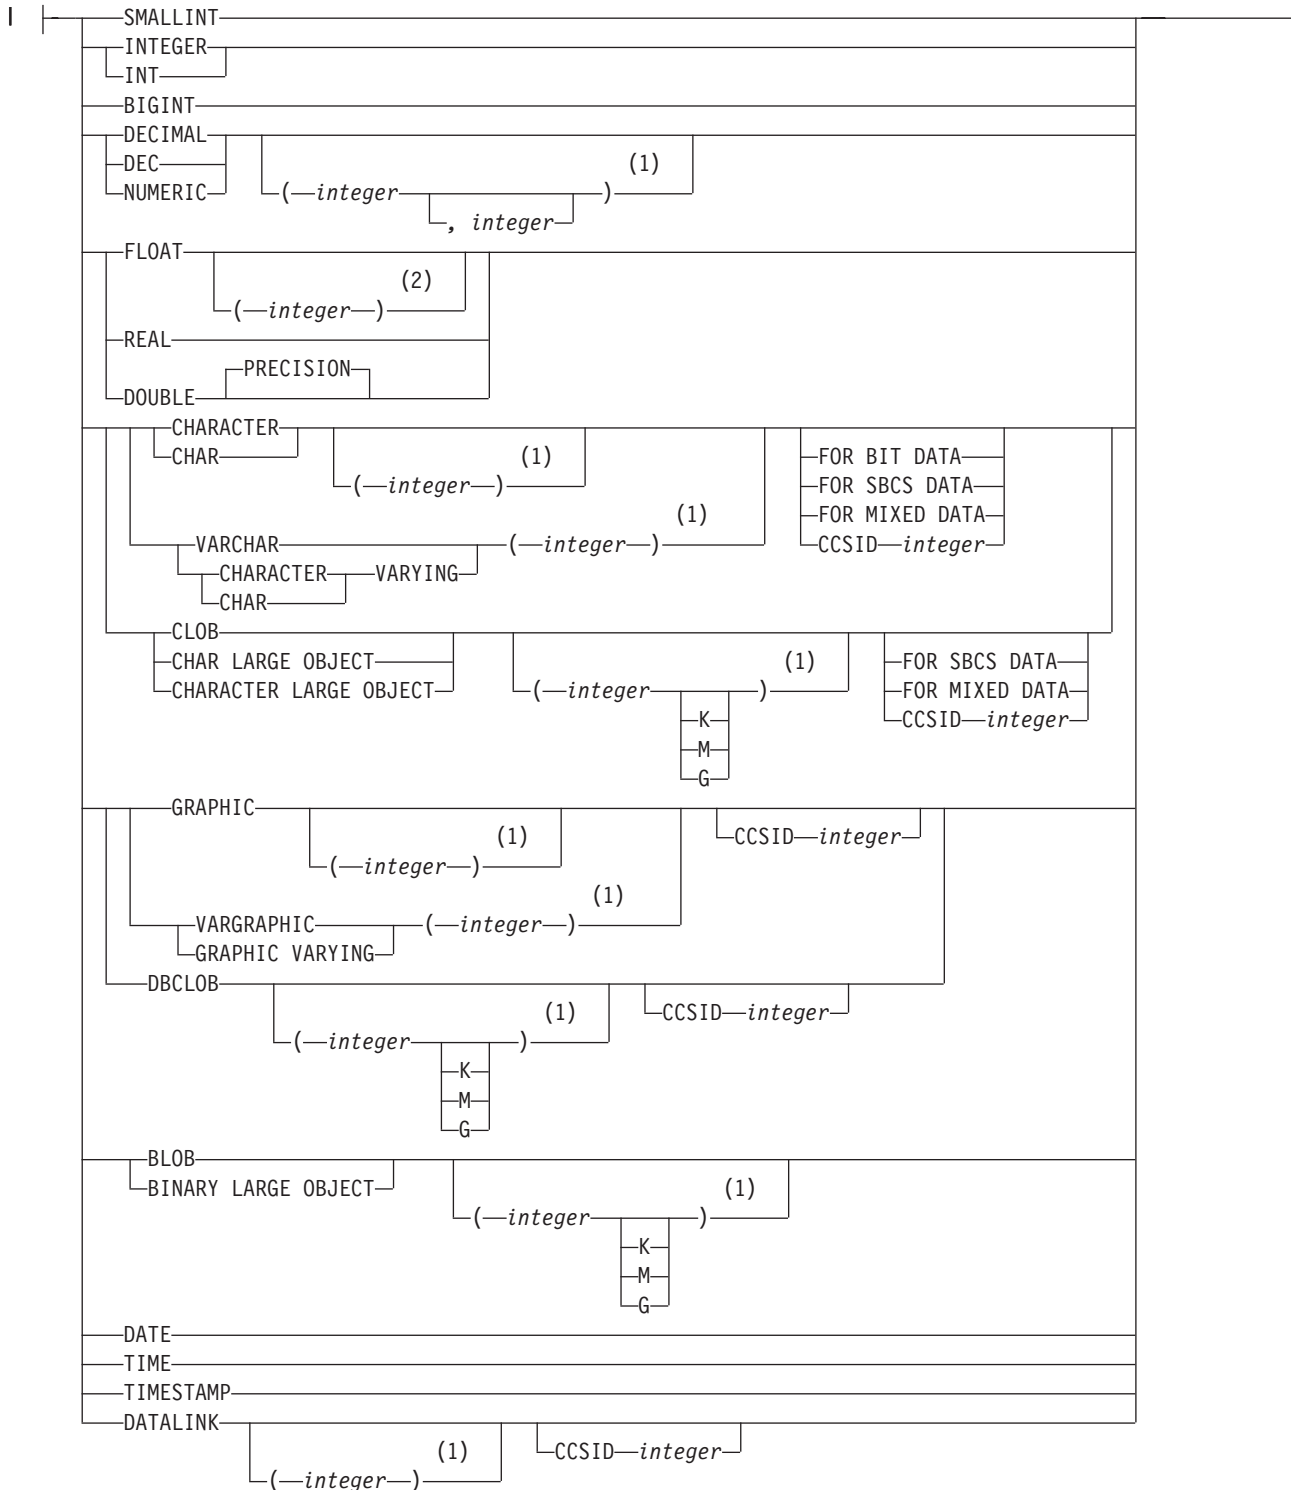 SMALLINT
INTEGER
INT
BIGINT
DECIMAL
DEC (1)
NUMERIC ( integer )
, integer
FLOAT
(2)
( integer )
REAL
PRECISION
DOUBLE
CHARACTER
CHAR (1) FOR BIT DATA
( integer ) FOR SBCS DATA
(1) FOR MIXED DATA
VARCHAR ( integer ) CCSID integer
CHARACTER VARYING
CHAR
CLOB
CHAR LARGE OBJECT (1) FOR SBCS DATA
CHARACTER LARGE OBJECT ( integer ) FOR MIXED DATA
K CCSID integer
M
G
GRAPHIC
(1) CCSID integer
( integer )
(1)
VARGRAPHIC ( integer )
GRAPHIC VARYING
DBCLOB
(1) CCSID integer
( integer )
K
M
G
BLOB
BINARY LARGE OBJECT (1)
( integer )
K
M
G
DATE
TIME
TIMESTAMP
DATALINK
(1) CCSID integer
( integer )